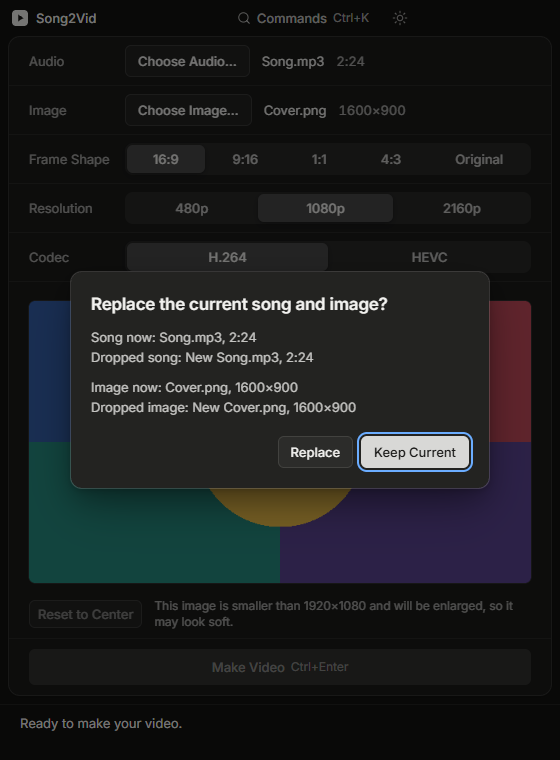 Song2Vid
Commands Ctrl+K
Audio
Choose Audio...
Song.mp3
2:24
Image
Choose Image...
Cover.png
1600×900
Frame Shape
16:9
9:16
1:1
4:3
Original
Resolution
480p
1080p
2160p
Codec
H.264
HEVC
Replace the current song and image?
Song now: Song.mp3, 2:24
Dropped song: New Song.mp3, 2:24
Image now: Cover.png, 1600×900
Dropped image: New Cover.png, 1600×900
Replace
Keep Current
Reset to Center
This image is smaller than 1920×1080 and will be enlarged, so it
may look soft.
Make Video Ctrl+Enter
Ready to make your video.